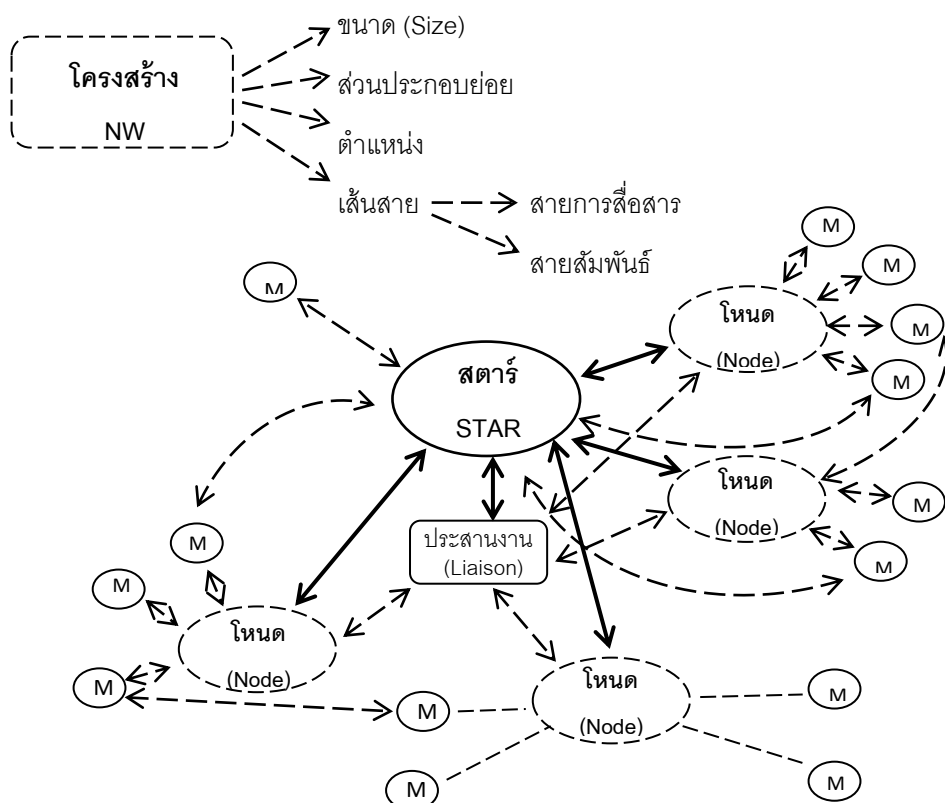 ขนาด (Size)
โครงสร้าง
NW
ส่วนประกอบย่อย
ตำแหน่ง
เส้นสาย
สายการสื่อสาร
สายสัมพันธ์
M
M
M
M
M
โหนด
(Node)
สตาร์
STAR
M
โหนด
(Node)
M
M
ประสานงาน
(Liaison)
M
M
M
โหนด
(Node)
M
โหนด
(Node)
M
M
M